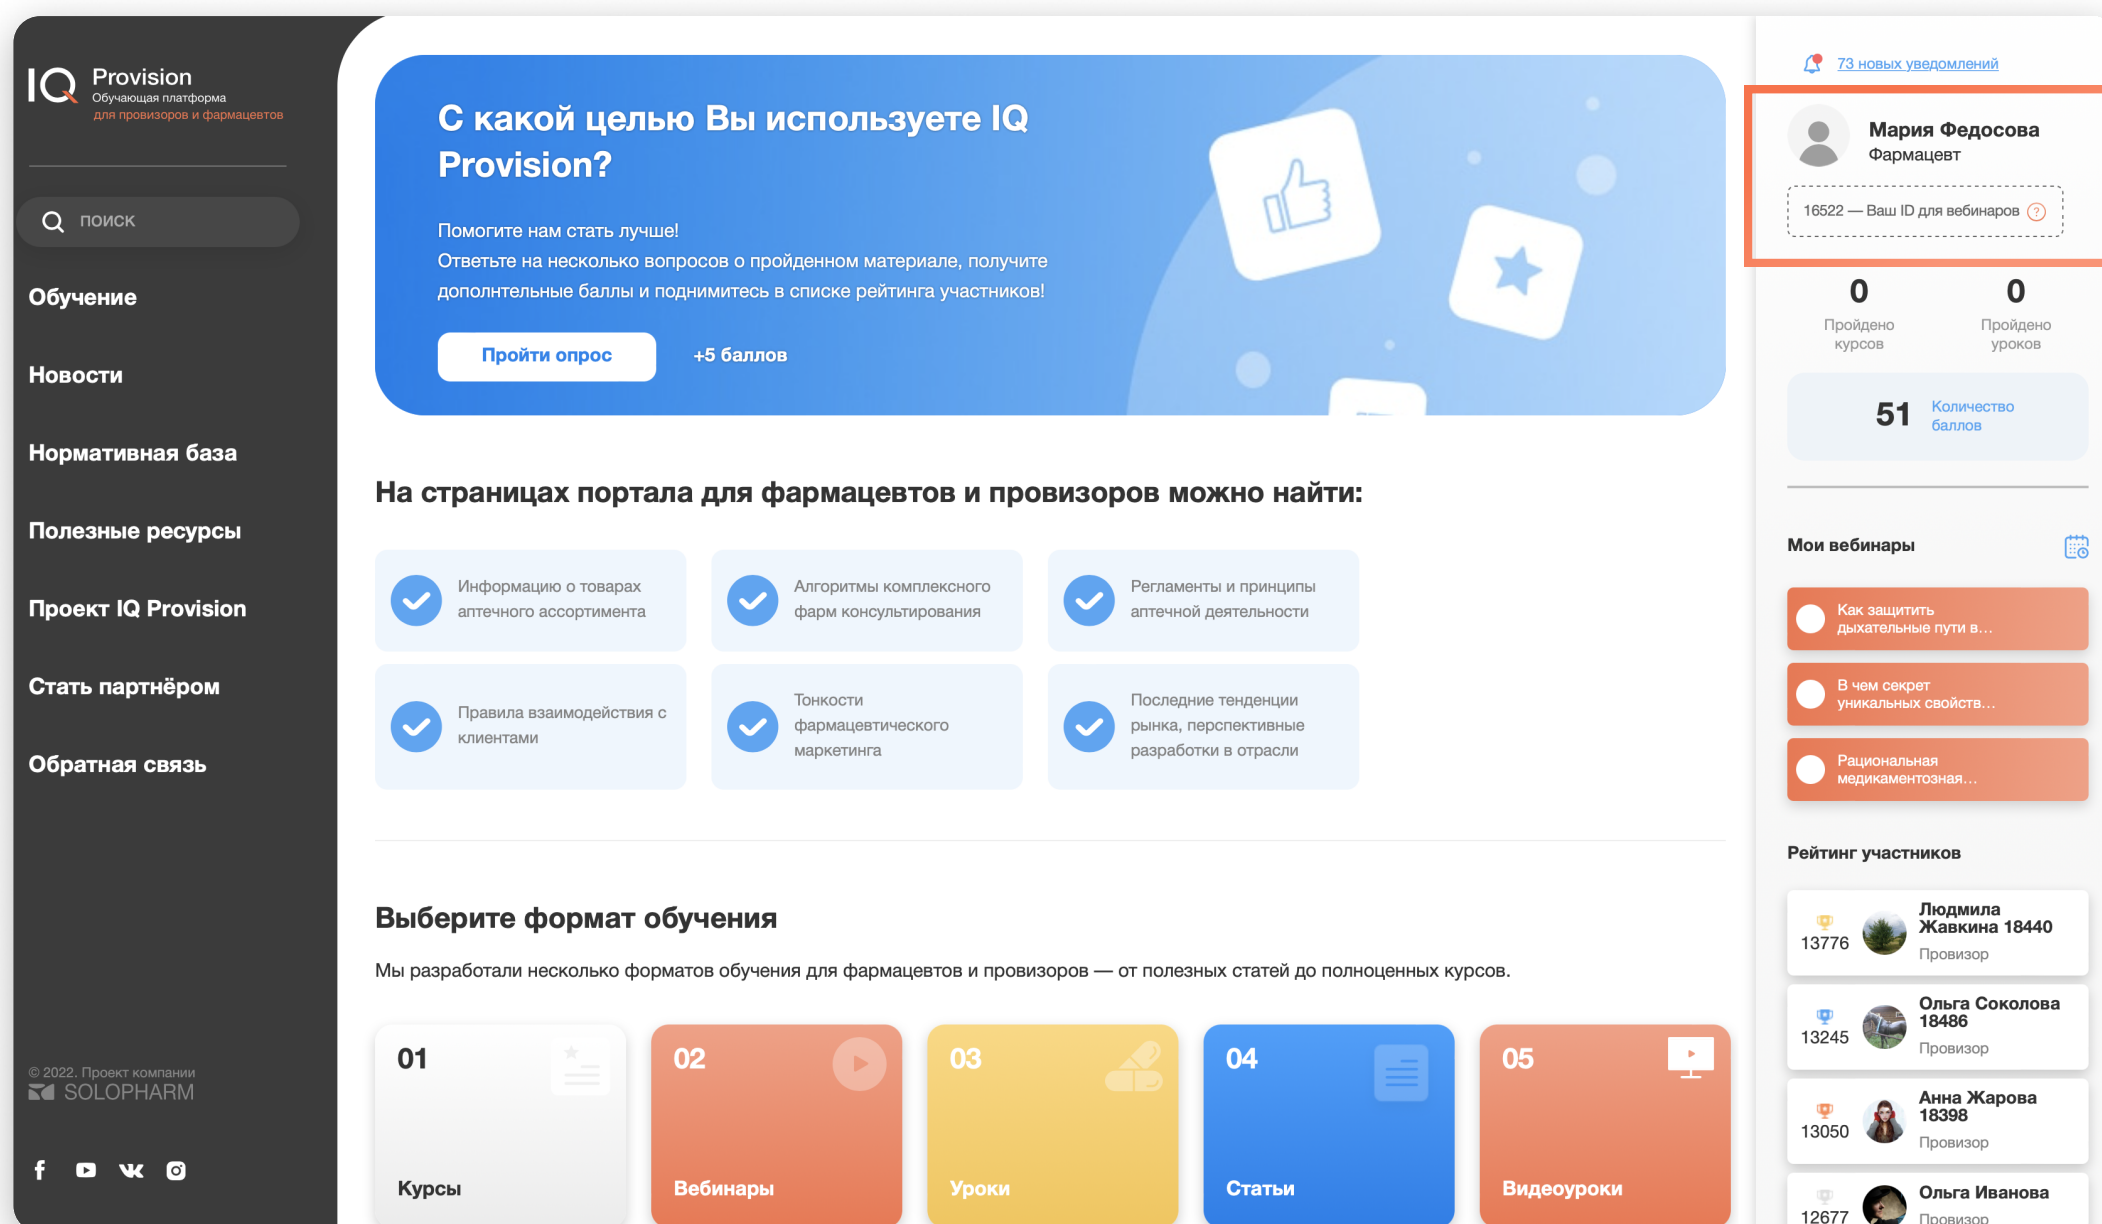 IQ Provision
Обучающая платформа
для провизоров и фармацевтов
ПОИСК
Обучение
Новости
Нормативная база
Полезные ресурсы
Проект IQ Provision
Стать партнёром
Обратная связь
© 2022. Проект компании
SOLOPHARM
С какой целью Вы используете IQ
Provision?
Помогите нам стать лучше!
Ответьте на несколько вопросов о пройденном материале, получите
дополнтельные баллы и поднимитесь в списке рейтинга участников!
Пройти опрос
+5 баллов
На страницах портала для фармацевтов и провизоров можно найти:
Информацию о товарах
аптечного ассортимента
Алгоритмы комплексного
фарм консультирования
Регламенты и принципы
аптечной деятельности
Правила взаимодействия с
клиентами
Тонкости
фармацевтического
маркетинга
Последние тенденции
рынка, перспективные
разработки в отрасли
Выберите формат обучения
Мы разработали несколько форматов обучения для фармацевтов и провизоров — от полезных статей до полноценных курсов.
01
Курсы
02
Вебинары
03
Уроки
04
Статьи
05
Видеоуроки
73 новых уведомлений
Мария Федосова
Фармацевт
16522 — Ваш ID для вебинаров ?
0
Пройдено
курсов
0
Пройдено
уроков
51
Количество
баллов
Мои вебинары
Как защитить
дыхательные пути в...
В чем секрет
уникальных свойств...
Рациональная
медикаментозная...
Рейтинг участников
13776
Людмила
Жавкина 18440
Провизор
13245
Ольга Соколова
18486
Провизор
13050
Анна Жарова
18398
Провизор
12677
Ольга Иванова
Провизор